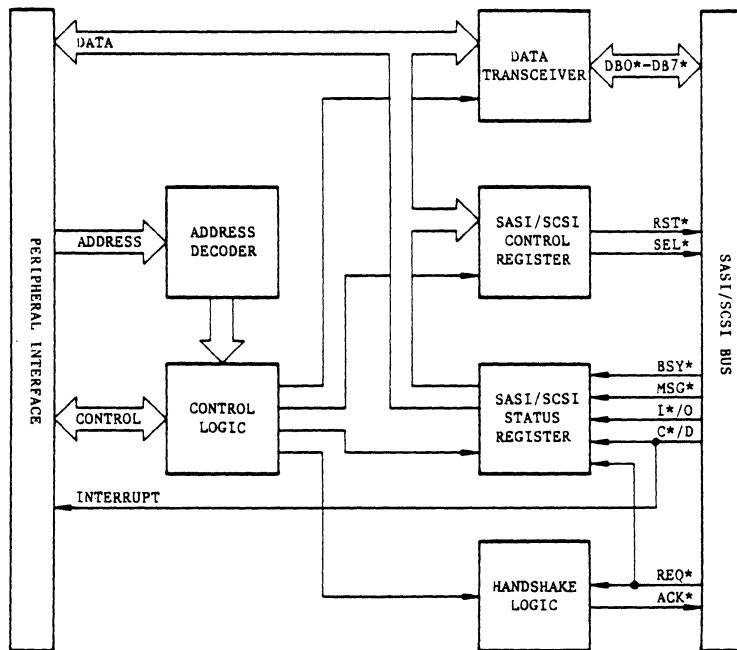 DATA
DATA
TRANSCEIVER
DB0*-DB7*
PERIPHERAL INTERFACE
ADDRESS
ADDRESS
DECODER
SASI/SCSI
CONTROL
REGISTER
RST*
SEL*
SASI/SCSI BUS
CONTROL
CONTROL
LOGIC
SASI/SCSI
STATUS
REGISTER
BSY*
MSG*
I*/O
C*/D
INTERRUPT
HANDSHAKE
LOGIC
REQ*
ACK*